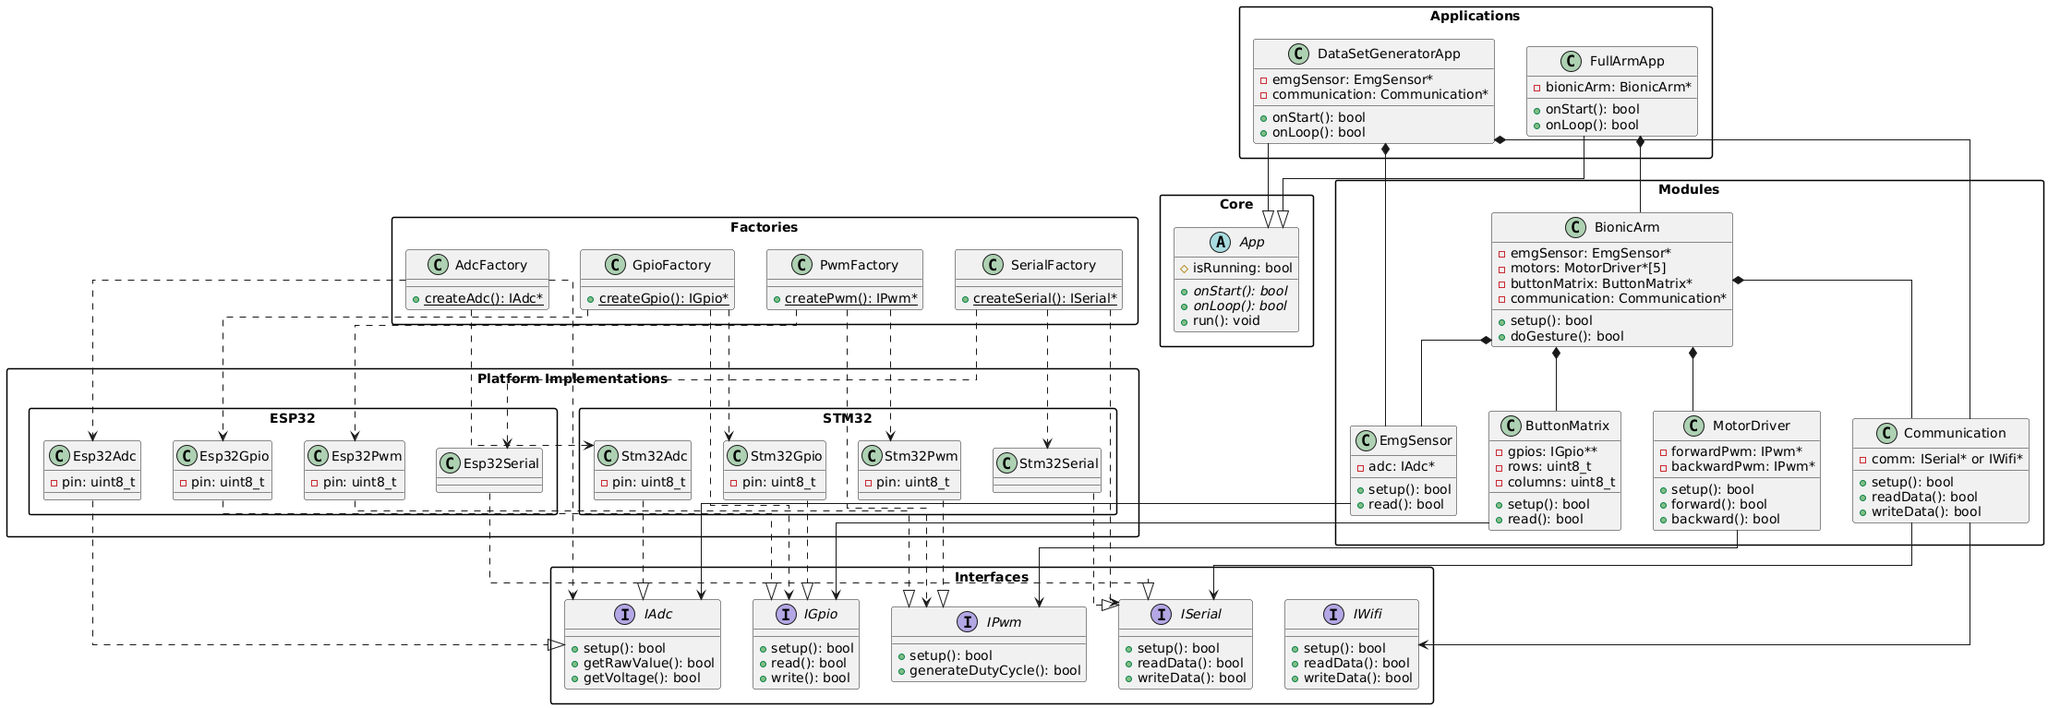 Applications
C DataSetGeneratorApp
emgSensor: EmgSensor*
communication: Communication*
onStart(): bool
onLoop(): bool
C FullArmApp
bionicArm: BionicArm*
onStart(): bool
onLoop(): bool
Modules
C BionicArm
emgSensor: EmgSensor*
motors: MotorDriver*[5]
buttonMatrix: ButtonMatrix*
communication: Communication*
setup(): bool
doGesture(): bool
Core
A App
isRunning: bool
onStart(): bool
onLoop(): bool
run(): void
Factories
C AdcFactory
createAdc(): IAdc*
C GpioFactory
createGpio(): IGpio*
C PwmFactory
createPwm(): IPwm*
C SerialFactory
createSerial(): ISerial*
Platform Implementations
ESP32
C Esp32Adc
pin: uint8_t
C Esp32Gpio
pin: uint8_t
C Esp32Pwm
pin: uint8_t
C Esp32Serial
STM32
C Stm32Adc
pin: uint8_t
C Stm32Gpio
pin: uint8_t
C Stm32Pwm
pin: uint8_t
C Stm32Serial
C EmgSensor
adc: IAdc*
setup(): bool
read(): bool
C ButtonMatrix
gpios: IGpio**
rows: uint8_t
columns: uint8_t
setup(): bool
read(): bool
C MotorDriver
forwardPwm: IPwm*
backwardPwm: IPwm*
setup(): bool
forward(): bool
backward(): bool
C Communication
comm: ISerial* or IWifi*
setup(): bool
readData(): bool
writeData(): bool
Interfaces
I IAdc
setup(): bool
getRawValue(): bool
getVoltage(): bool
I IGpio
setup(): bool
read(): bool
write(): bool
I IPwm
setup(): bool
generateDutyCycle(): bool
I ISerial
setup(): bool
readData(): bool
writeData(): bool
I IWifi
setup(): bool
readData(): bool
writeData(): bool